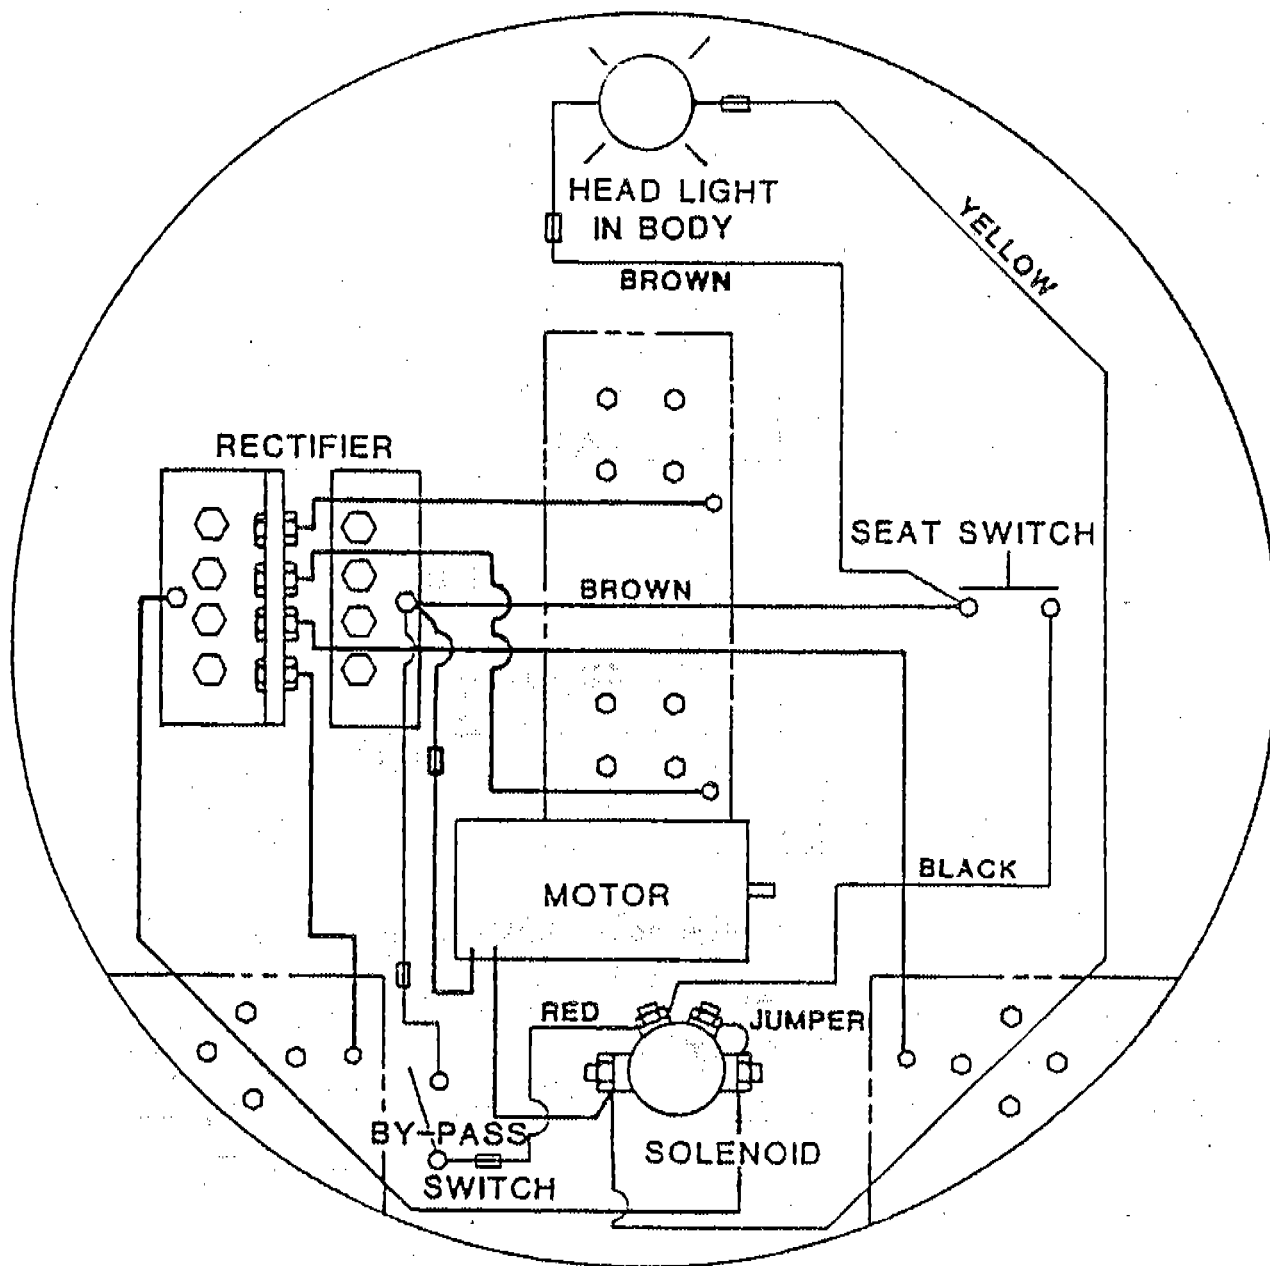 HEAD LIGHT
IN BODY
YELLOW
BROWN
RECTIFIER
SEAT SWITCH
BROWN
BLACK
MOTOR
RED
JUMPER
BY-PASS
SWITCH
SOLENOID